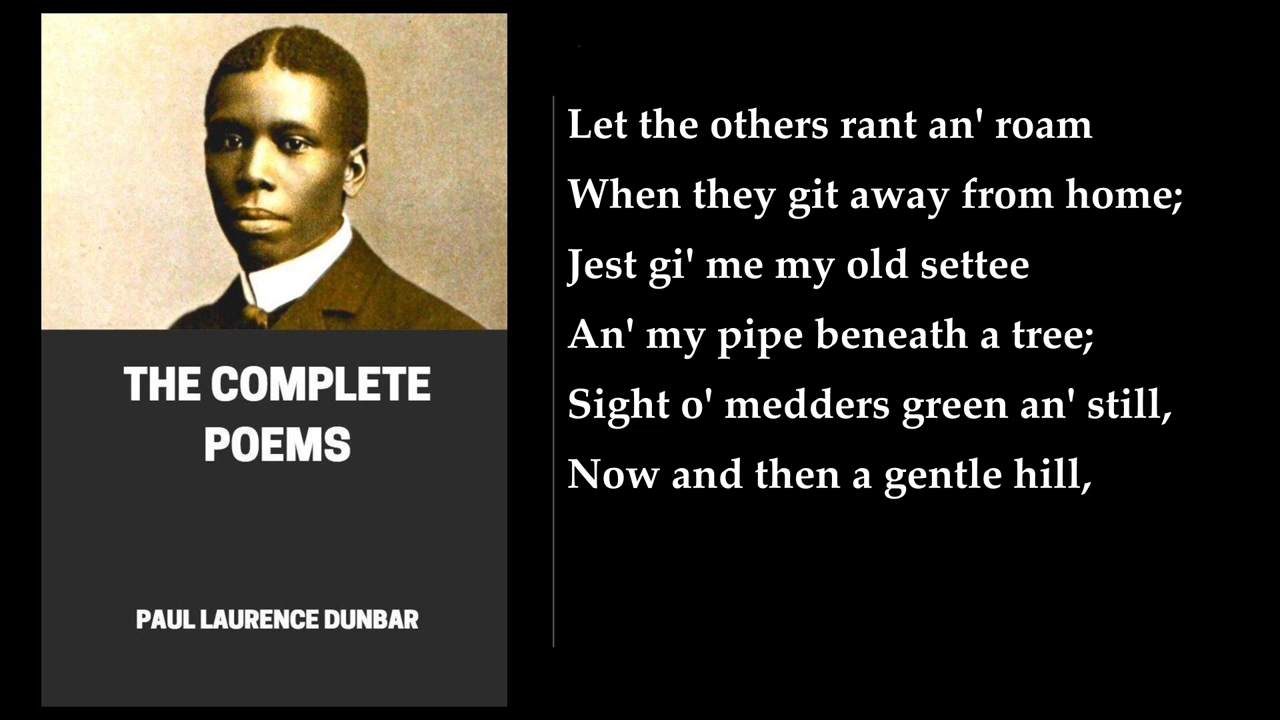 THE COMPLETE
POEMS
PAUL LAURENCE DUNBAR
Let the others rant an' roam
When they git away from home;
Jest gi' me my old settee
An' my pipe beneath a tree;
Sight o' medders green an' still,
Now and then a gentle hill,